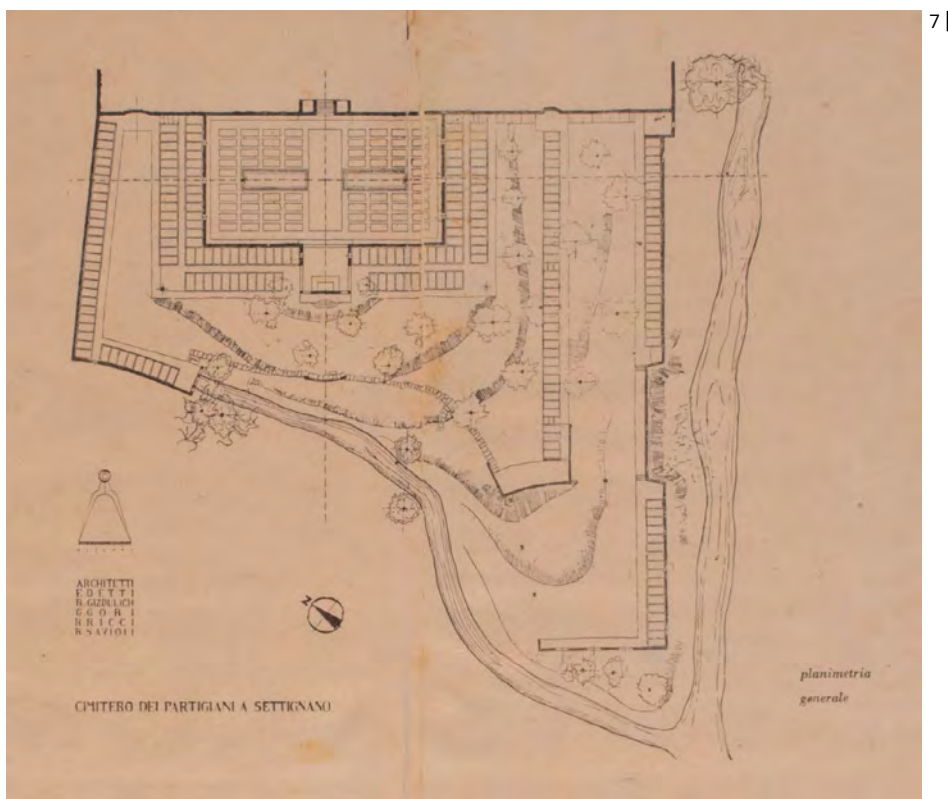 7 |
ARCHITETTI
E DETTI
R. GIZDULICH
G GORI
RICCI
SAVIOLI
N
CIMITERO DEI PARTIGIANI A SETTIGNANO
planimetria
generale